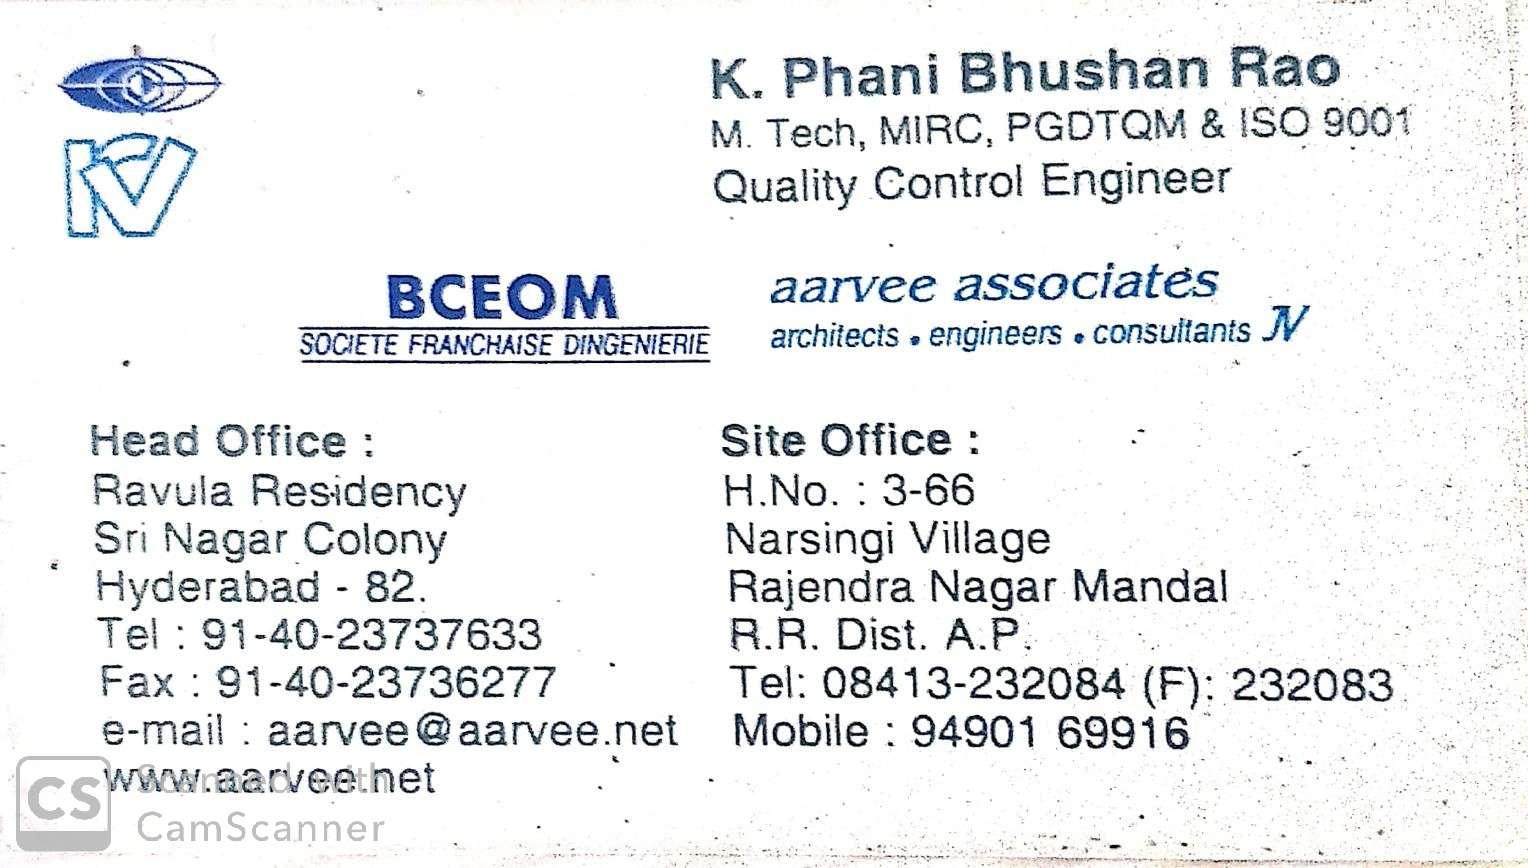 K. Phani Bhushan Rao
M. Tech, MIRC, PGDTQM & ISO 9001
Quality Control Engineer
BCEOM
SOCIETE FRANCHAISE DINGENIERIE
aarvee associates
architects . engineers . consultants JV
Head Office :
Ravula Residency
Sri Nagar Colony
Hyderabad - 82.
Tel : 91-40-23737633
Fax : 91-40-23736277
e-mail : aarvee@aarvee.net
www.aarvee.net
Site Office :
H.No. : 3-66
Narsingi Village
Rajendra Nagar Mandal
R.R. Dist. A.P.
Tel: 08413-232084 (F): 232083
Mobile : 94901 69916
CS Scanned with
CamScanner